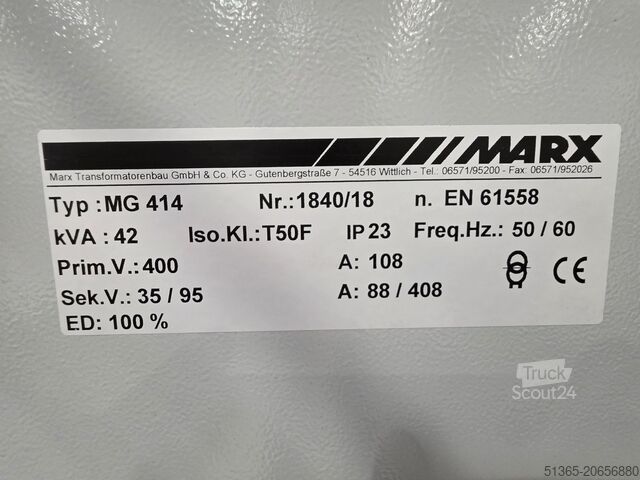 MARX
Marx Transformatorenbau GmbH & Co. KG - Gutenbergstraße 7 - 54516 Wittlich - Tel.: 06571/95200 - Fax: 06571/952026
Typ : MG 414 Nr.:1840/18 n. EN 61558
kVA : 42 Iso.Kl.:T50F IP 23 Freq.Hz.: 50 / 60
Prim.V.: 400 A: 108
Sek.V.: 35 / 95 A: 88 / 408
ED: 100 %
CE
Truck
Scout24
51365-20656880